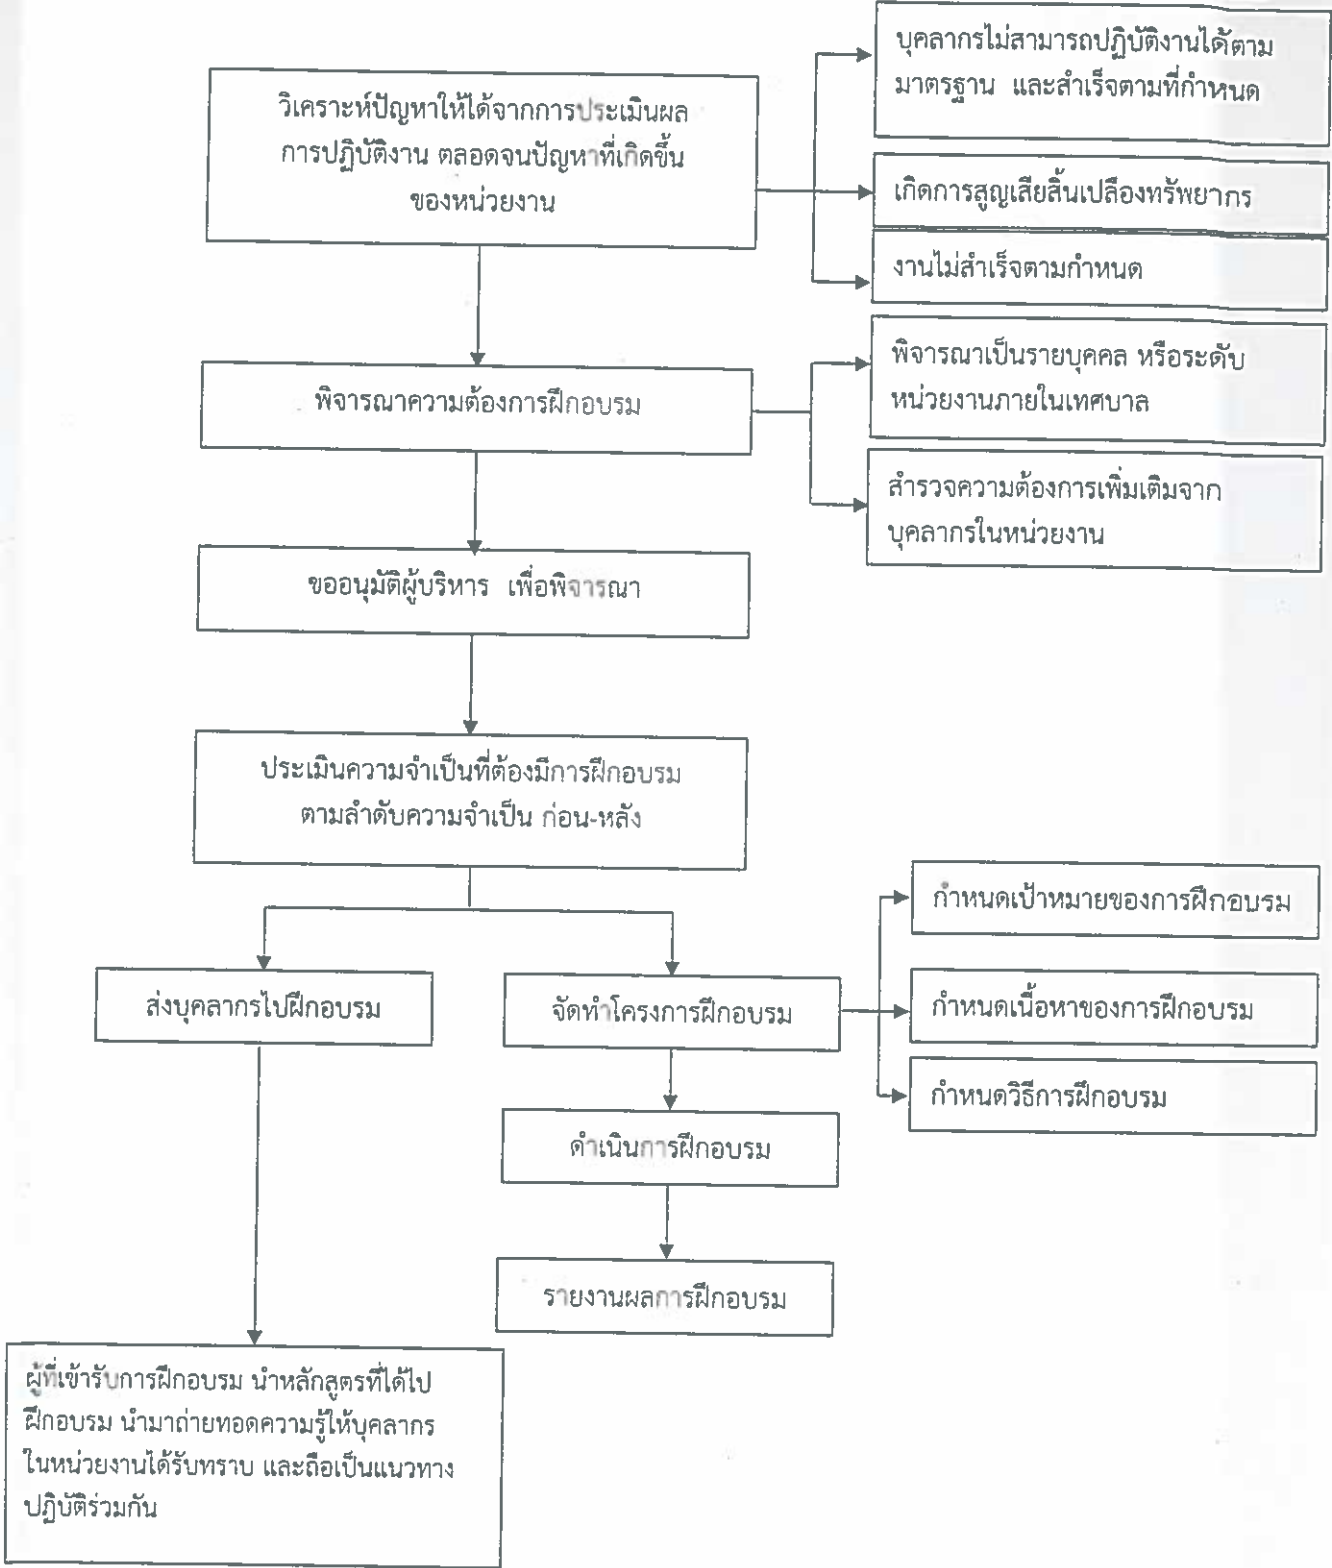 วิเคราะห์ปัญหาให้ได้จากการประเมินผล
การปฏิบัติงาน ตลอดจนปัญหาที่เกิดขึ้น
ของหน่วยงาน
บุคลากรไม่สามารถปฏิบัติงานได้ตาม
มาตรฐาน และสำเร็จตามที่กำหนด
เกิดการสูญเสียสิ้นเปลืองทรัพยากร
งานไม่สำเร็จตามกำหนด
พิจารณาความต้องการฝึกอบรม
พิจารณาเป็นรายบุคคล หรือระดับ
หน่วยงานภายในเทศบาล
สำรวจความต้องการเพิ่มเติมจาก
บุคลากรในหน่วยงาน
ขออนุมัติผู้บริหาร เพื่อพิจารณา
ประเมินความจำเป็นที่ต้องมีการฝึกอบรม
ตามลำดับความจำเป็น ก่อน-หลัง
ส่งบุคลากรไปฝึกอบรม
จัดทำโครงการฝึกอบรม
กำหนดเป้าหมายของการฝึกอบรม
กำหนดเนื้อหาของการฝึกอบรม
กำหนดวิธีการฝึกอบรม
ดำเนินการฝึกอบรม
รายงานผลการฝึกอบรม
ผู้ที่เข้ารับการฝึกอบรม นำหลักสูตรที่ได้ไป
ฝึกอบรม นำมาถ่ายทอดความรู้ให้บุคลากร
ในหน่วยงานได้รับทราบ และถือเป็นแนวทาง
ปฏิบัติร่วมกัน